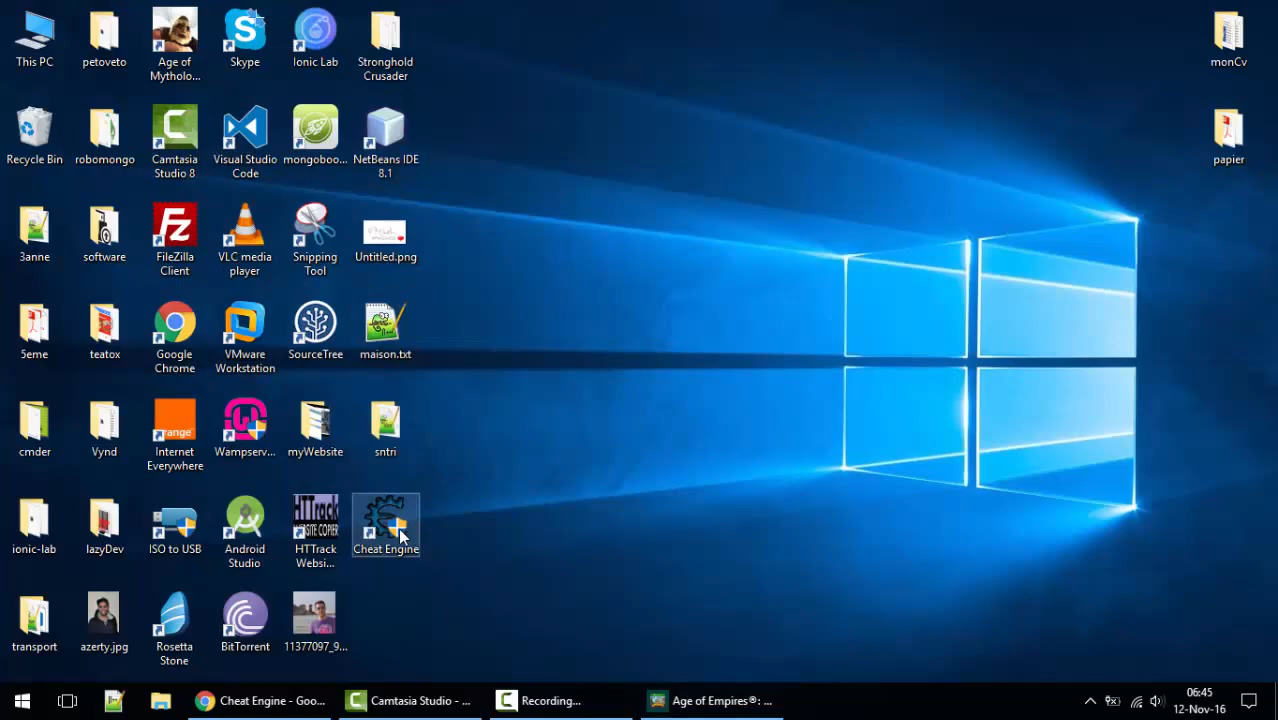 This PC
petoveto
Age of
Mytholo...
Skype
Ionic Lab
Stronghold
Crusader
monCv
Recycle Bin
robomongo
Camtasia
Studio 8
Visual Studio
Code
mongoboo...
NetBeans IDE
8.1
papier
3anne
software
FileZilla
Client
VLC media
player
Snipping
Tool
Untitled.png
5eme
teatox
Google
Chrome
VMware
Workstation
SourceTree
maison.txt
cmder
Vynd
orange
Internet
Everywhere
Wampserv...
myWebsite
sntri
ionic-lab
lazyDev
ISO to USB
Android
Studio
HTTrack
WEBSITE COPIER
HTTrack
Websi...
Cheat Engine
transport
azerty.jpg
Rosetta
Stone
BitTorrent
11377097_9...
Cheat Engine - Goo...
Camtasia Studio - ...
Recording...
Age of Empires®: ...
06:45
12-Nov-16